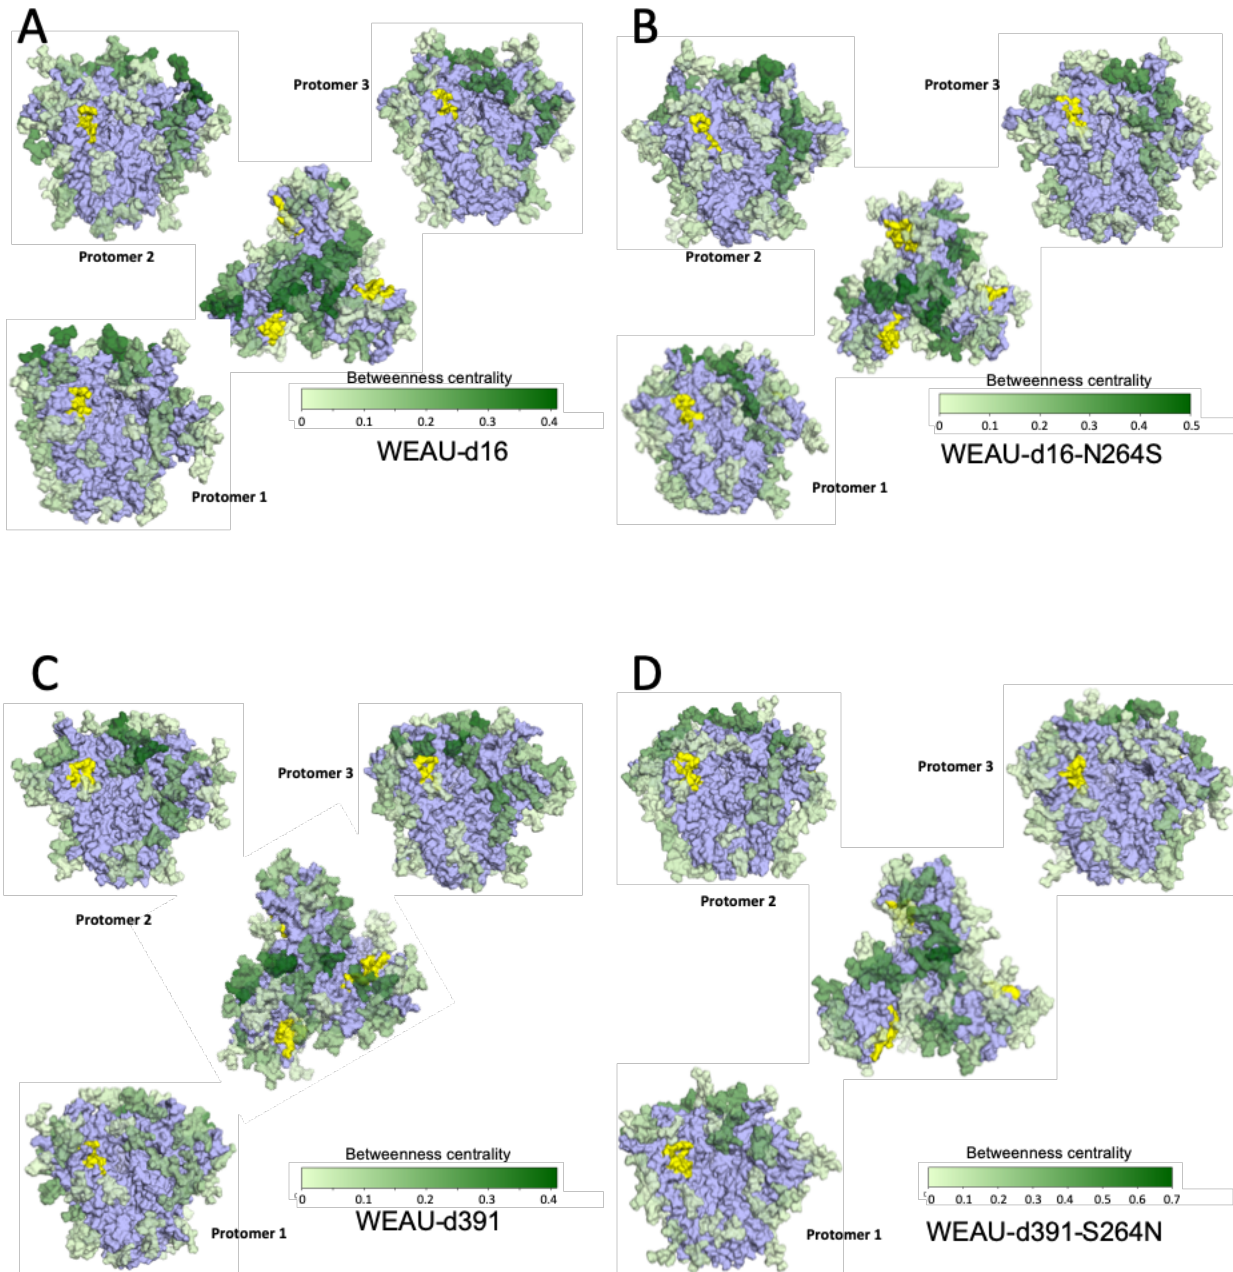 A
B
Protomer 3
Protomer 3
Protomer 2
Protomer 2
Betweenness centrality
0 0.1 0.2 0.3 0.4
WEAU-d16
Betweenness centrality
0 0.1 0.2 0.3 0.4 0.5
WEAU-d16-N264S
Protomer 1
Protomer 1
C
D
Protomer 3
Protomer 3
Protomer 2
Protomer 2
Betweenness centrality
0 0.1 0.2 0.3 0.4
WEAU-d391
Betweenness centrality
0 0.1 0.2 0.3 0.4 0.5 0.6 0.7
WEAU-d391-S264N
Protomer 1
Protomer 1